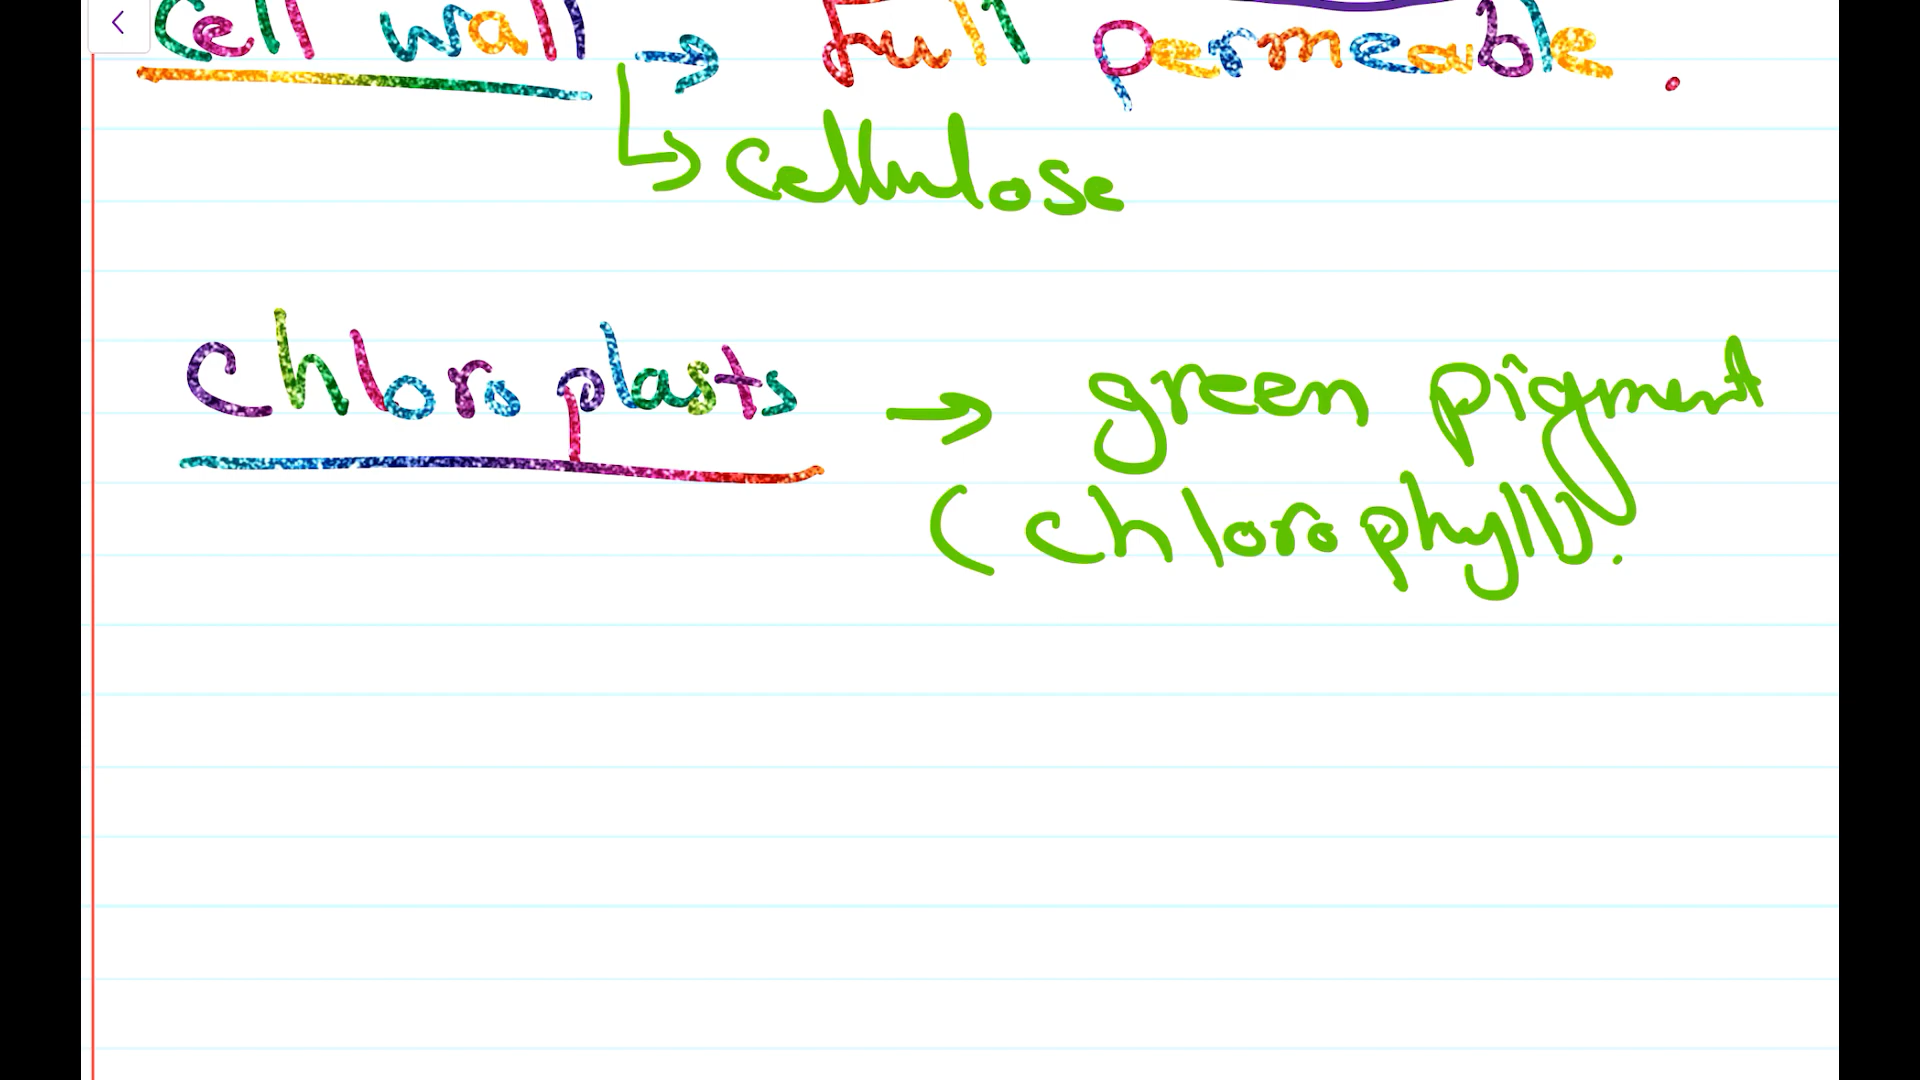 Cell wall → Full permeable.
↳ cellulose
Chloroplasts → green pigment
(chlorophyll).